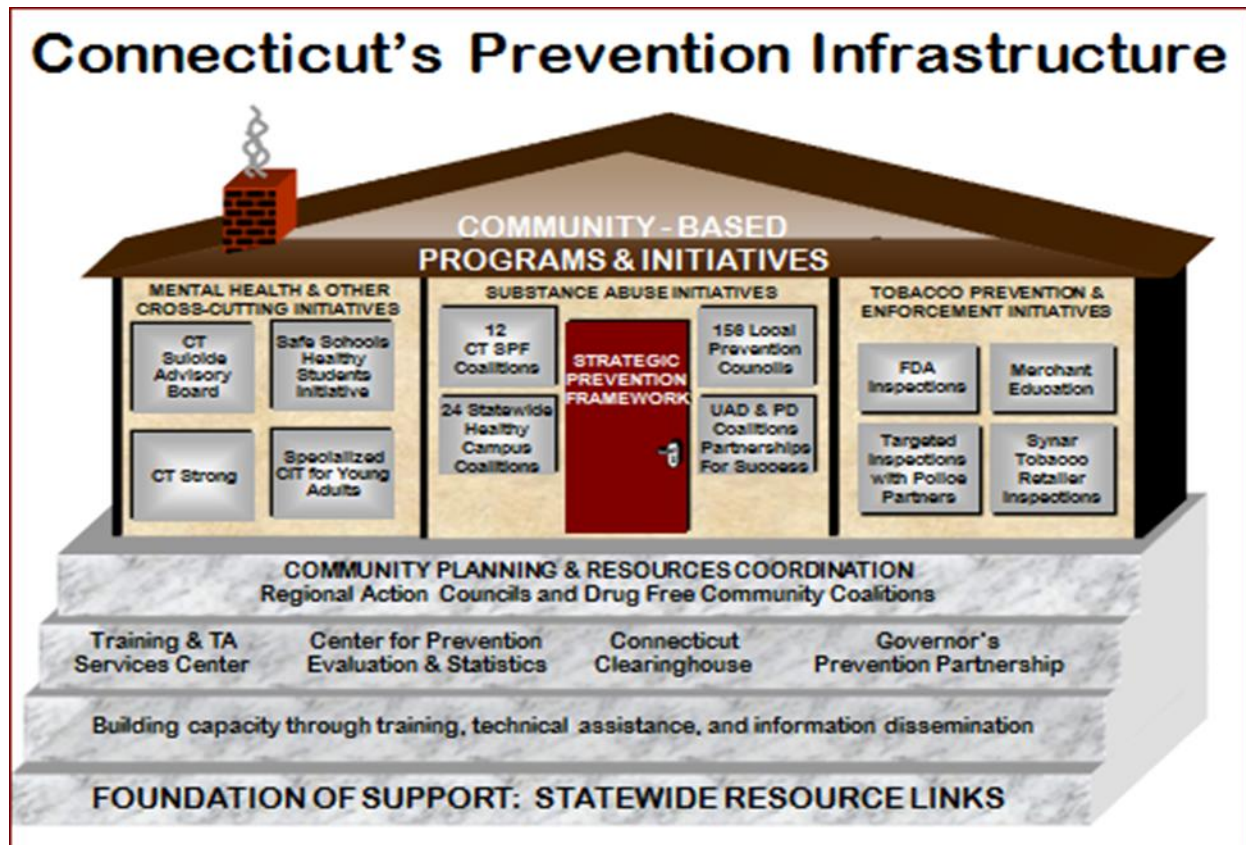 Connecticut's Prevention Infrastructure
COMMUNITY - BASED
PROGRAMS & INITIATIVES
MENTAL HEALTH & OTHER
CROSS-CUTTING INITIATIVES
CT
Suicide
Advisory
Board
Safe Schools
Healthy
Students
Initiative
CT Strong
Specialized
CIT for Young
Adults
SUBSTANCE ABUSE INITIATIVES
12
CT SPF
Coalitions
24 Statewide
Healthy
Campus
Coalitions
STRATEGIC
PREVENTION
FRAMEWORK
156 Local
Prevention
Councils
UAD & PD
Coalitions
Partnerships
For Success
TOBACCO PREVENTION &
ENFORCEMENT INITIATIVES
FDA
Inspections
Merchant
Education
Targeted
Inspections
with Police
Partners
Synar
Tobacco
Retailer
Inspections
COMMUNITY PLANNING & RESOURCES COORDINATION
Regional Action Councils and Drug Free Community Coalitions
Training & TA
Services Center
Center for Prevention
Evaluation & Statistics
Connecticut
Clearinghouse
Governor's
Prevention Partnership
Building capacity through training, technical assistance, and information dissemination
FOUNDATION OF SUPPORT: STATEWIDE RESOURCE LINKS